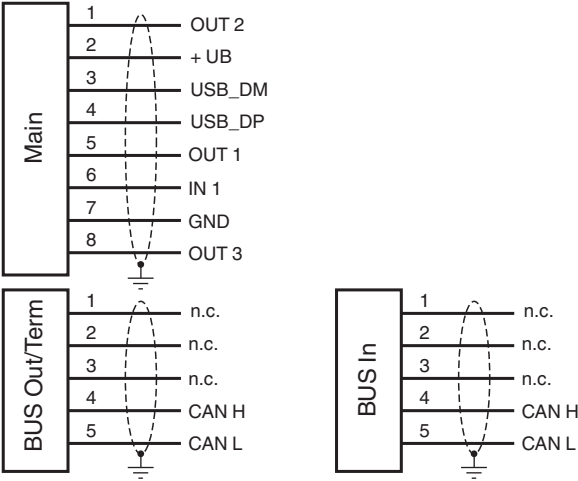 Main
1 OUT 2
2 + UB
3 USB_DM
4 USB_DP
5 OUT 1
6 IN 1
7 GND
8 OUT 3
BUS Out/Term
1 n.c.
2 n.c.
3 n.c.
4 CAN H
5 CAN L
BUS In
1 n.c.
2 n.c.
3 n.c.
4 CAN H
5 CAN L